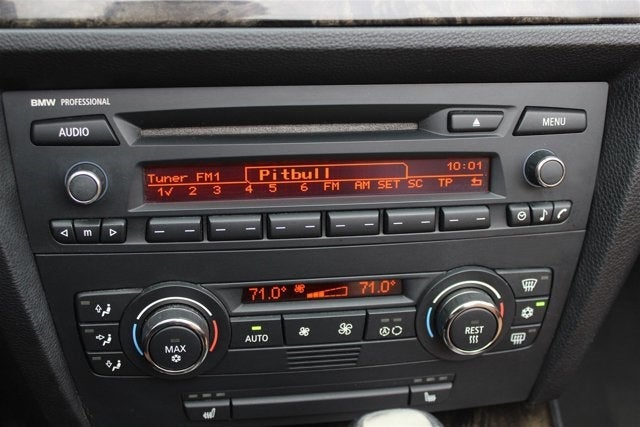 BMW PROFESSIONAL
AUDIO
MENU
Tuner FM1 Pitbull 10:01
1✓ 2 3 4 5 6 FM AM SET SC TP
m
71.0° 71.0°
MAX
AUTO
A
REST